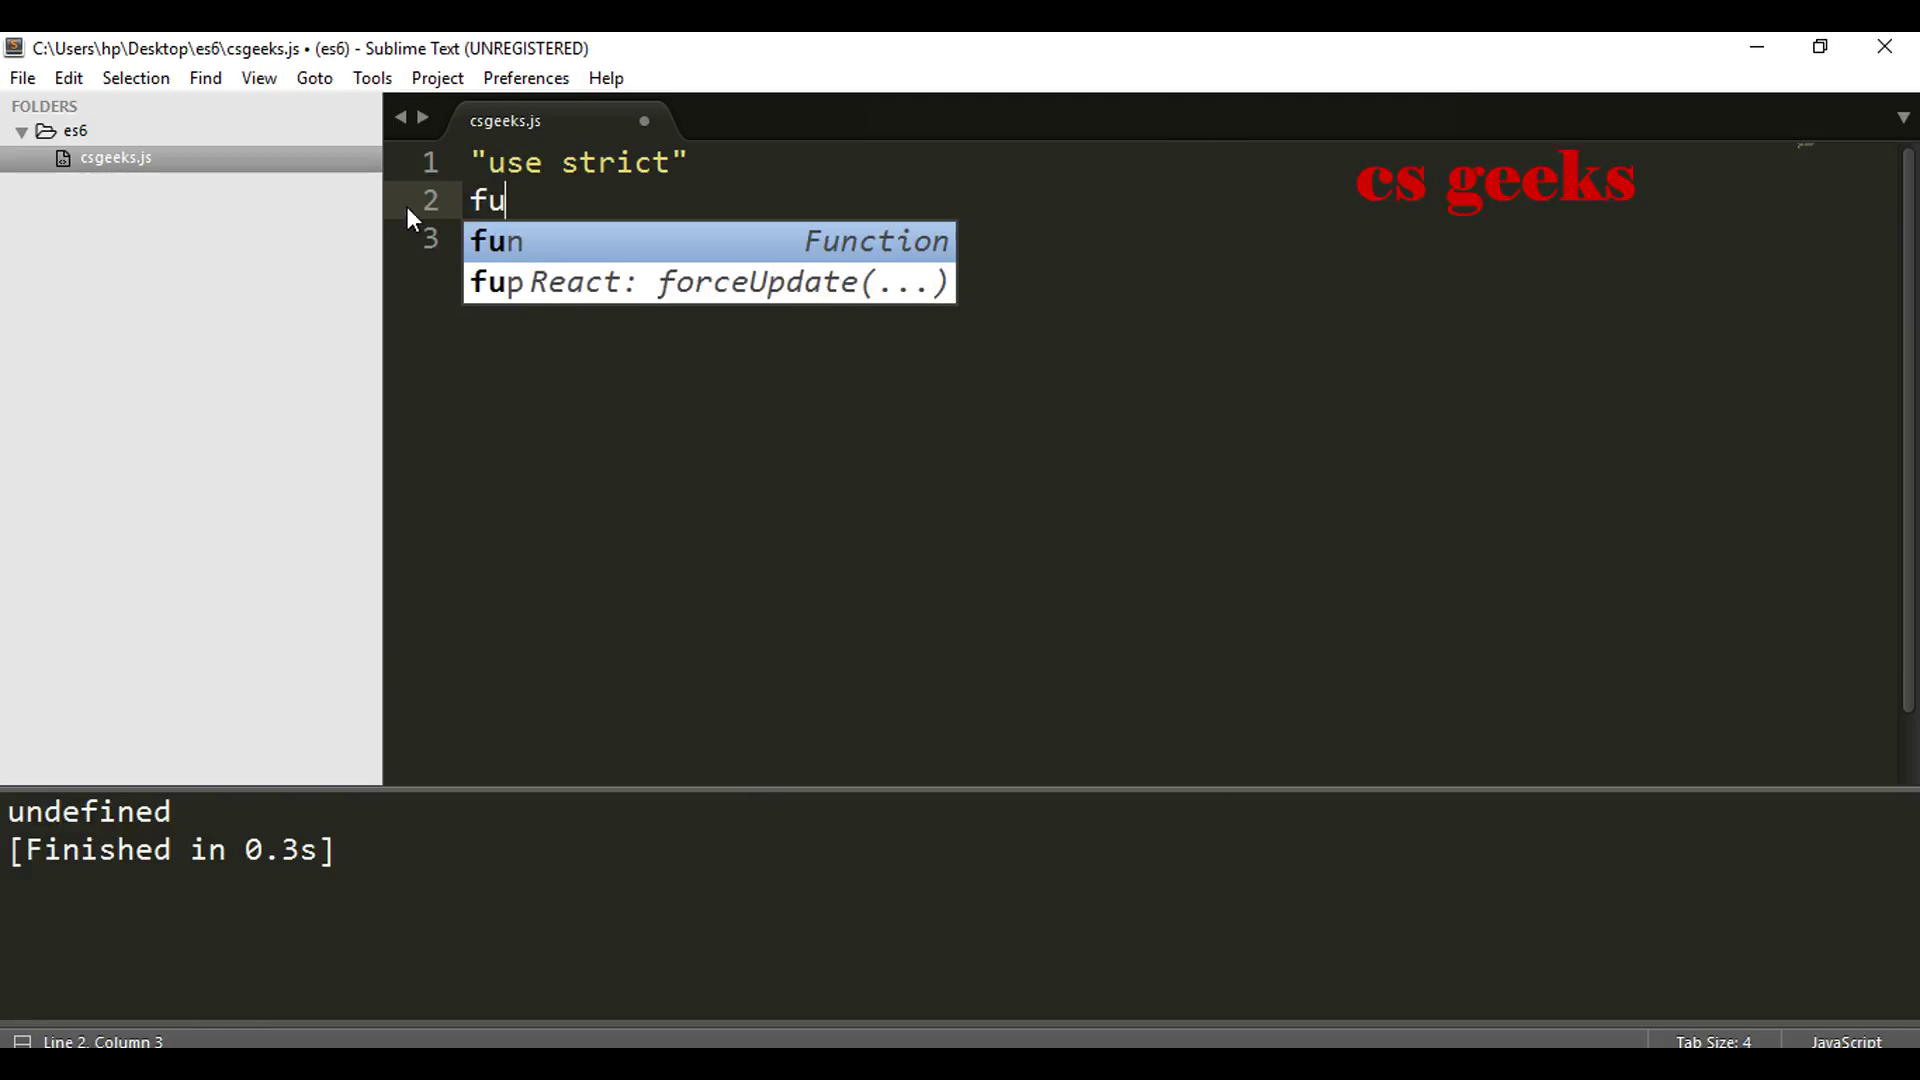 C:\Users\hp\Desktop\es6\csgeeks.js • (es6) - Sublime Text (UNREGISTERED)
File Edit Selection Find View Goto Tools Project Preferences Help
FOLDERS
es6
csgeeks.js
csgeeks.js
1 "use strict"
2 fu
3
fun Function
fup React: forceUpdate(...)
cs geeks
undefined
[Finished in 0.3s]
Line 2, Column 3
Tab Size: 4
JavaScript